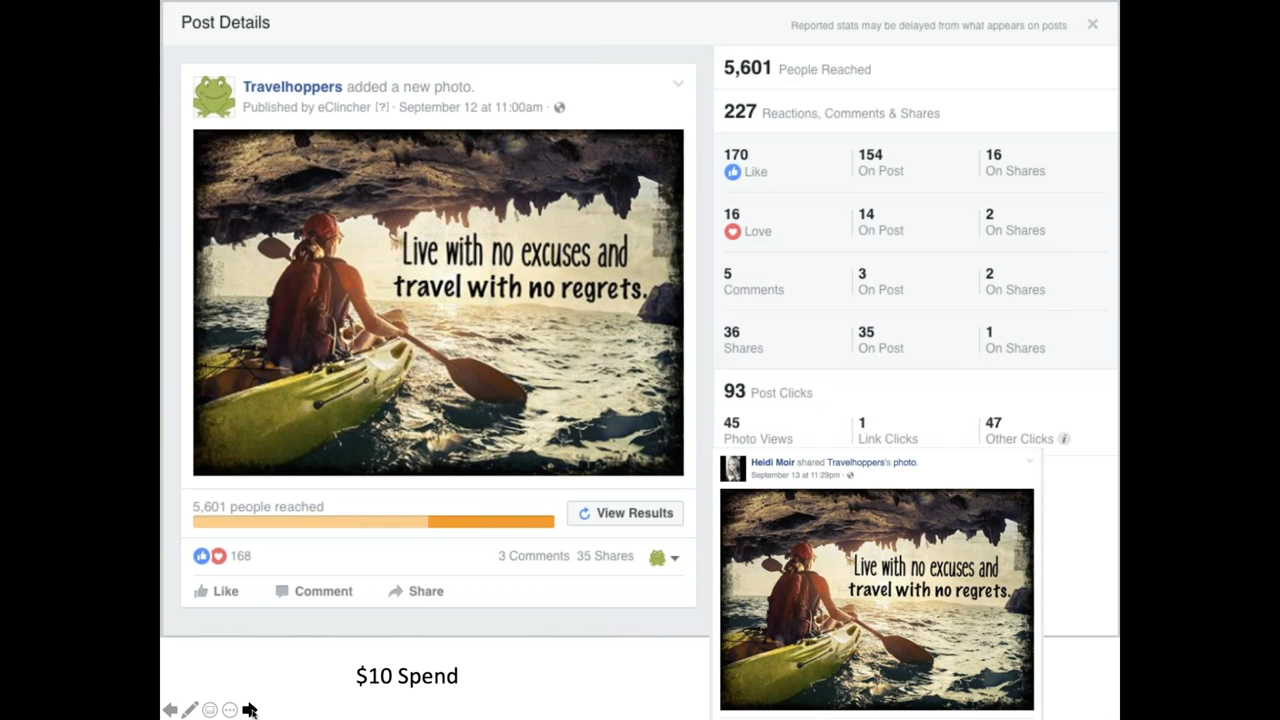 Post Details
Reported stats may be delayed from what appears on posts
Travelhoppers added a new photo.
Published by eClincher [?] · September 12 at 11:00am ·
Live with no excuses and
travel with no regrets.
5,601 people reached
View Results
168
3 Comments 35 Shares
Like Comment Share
5,601 People Reached
227 Reactions, Comments & Shares
170 154 16
Like On Post On Shares
16 14 2
Love On Post On Shares
5 3 2
Comments On Post On Shares
36 35 1
Shares On Post On Shares
93 Post Clicks
45 1 47
Photo Views Link Clicks Other Clicks i
Heidi Moir shared Travelhoppers's photo.
September 13 at 11:29pm ·
Live with no excuses and
travel with no regrets.
$10 Spend